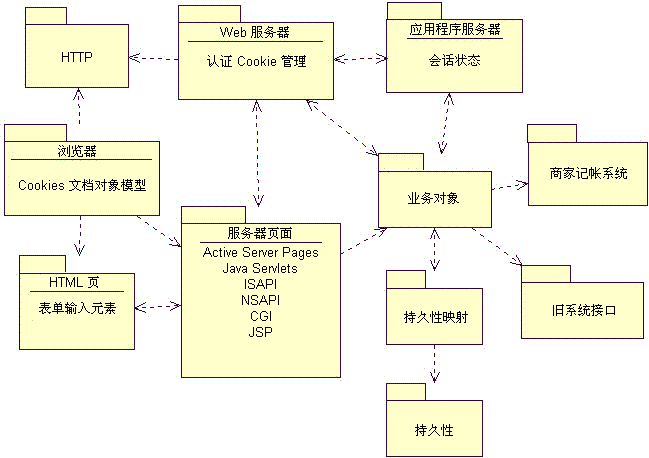 HTTP
Web 服务器
认证 Cookie 管理
应用程序服务器
会话状态
浏览器
Cookies 文档对象模型
业务对象
商家记帐系统
服务器页面
Active Server Pages
Java Servlets
ISAPI
NSAPI
CGI
JSP
HTML 页
表单输入元素
持久性映射
旧系统接口
持久性